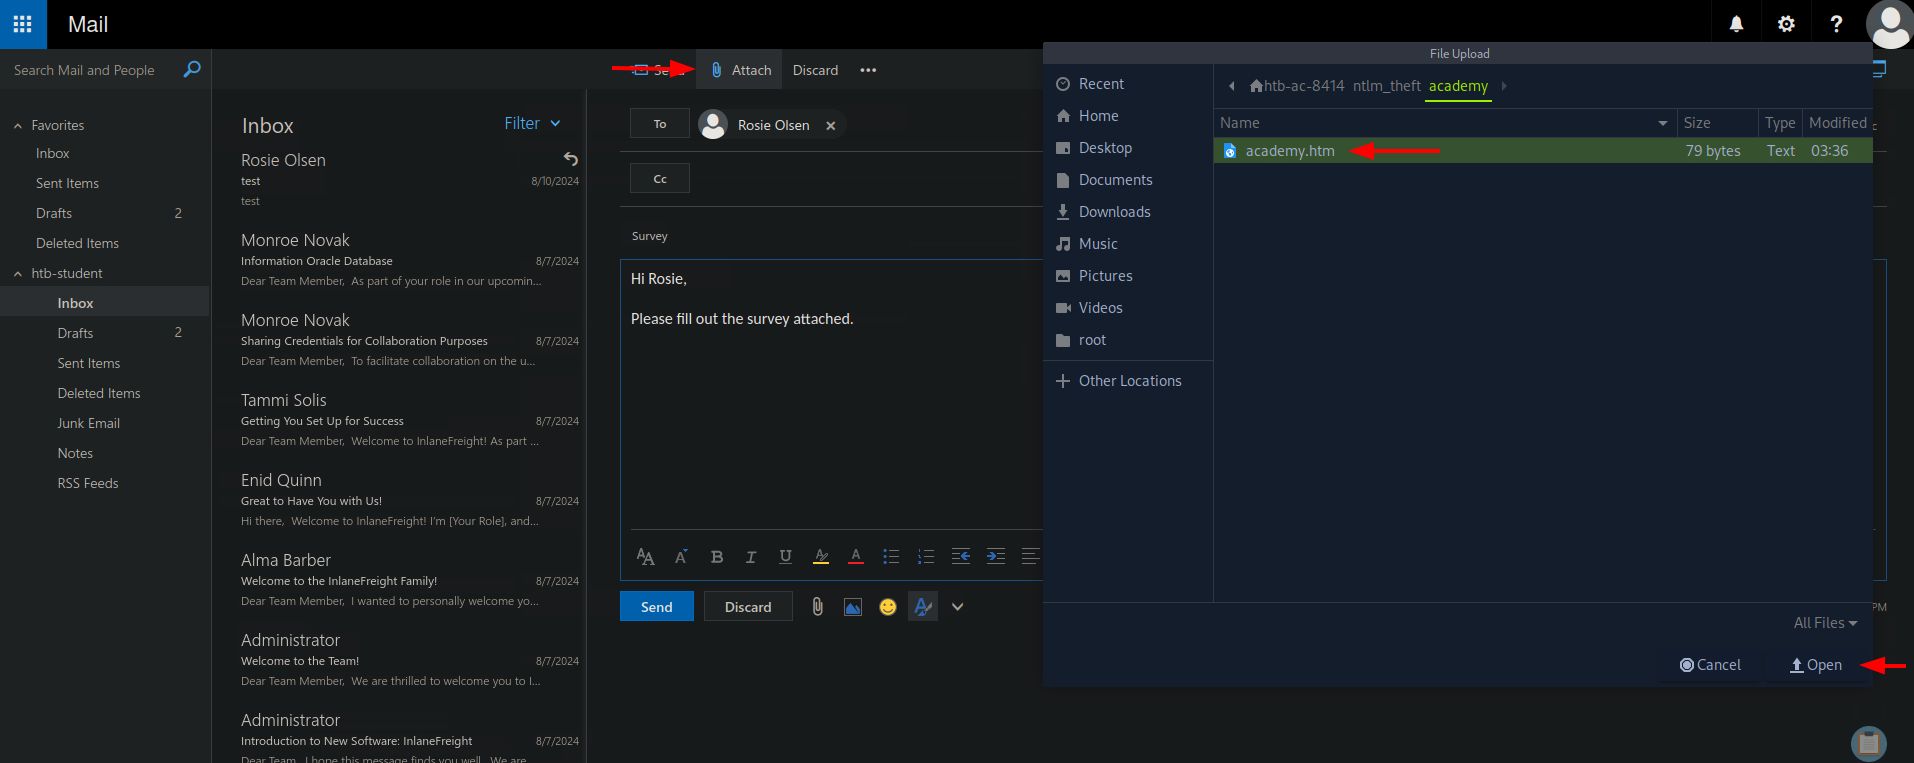 Mail
Search Mail and People
Favorites
Inbox
Sent Items
Drafts 2
Deleted Items
htb-student
Inbox
Drafts 2
Sent Items
Deleted Items
Junk Email
Notes
RSS Feeds
Inbox
Filter
Rosie Olsen
test 8/10/2024
test
Monroe Novak
Information Oracle Database 8/7/2024
Dear Team Member, As part of your role in our upcomin...
Monroe Novak
Sharing Credentials for Collaboration Purposes 8/7/2024
Dear Team Member, To facilitate collaboration on the u...
Tammi Solis
Getting You Set Up for Success 8/7/2024
Dear Team Member, Welcome to InlaneFreight! As part ...
Enid Quinn
Great to Have You with Us! 8/7/2024
Hi there, Welcome to InlaneFreight! I'm [Your Role], and...
Alma Barber
Welcome to the InlaneFreight Family! 8/7/2024
Dear Team Member, I wanted to personally welcome yo...
Administrator
Welcome to the Team! 8/7/2024
Dear Team Member, We are thrilled to welcome you to I...
Administrator
Introduction to New Software: InlaneFreight 8/7/2024
Dear Team, I hope this message finds you well. We are
Send Attach Discard •••
To Rosie Olsen
Cc
Survey
Hi Rosie,
Please fill out the survey attached.
Send Discard
File Upload
Recent
Home
Desktop
Documents
Downloads
Music
Pictures
Videos
root
Other Locations
htb-ac-8414 ntlm_theft academy
Name Size Type Modified
academy.htm 79 bytes Text 03:36
All Files
Cancel Open
PM